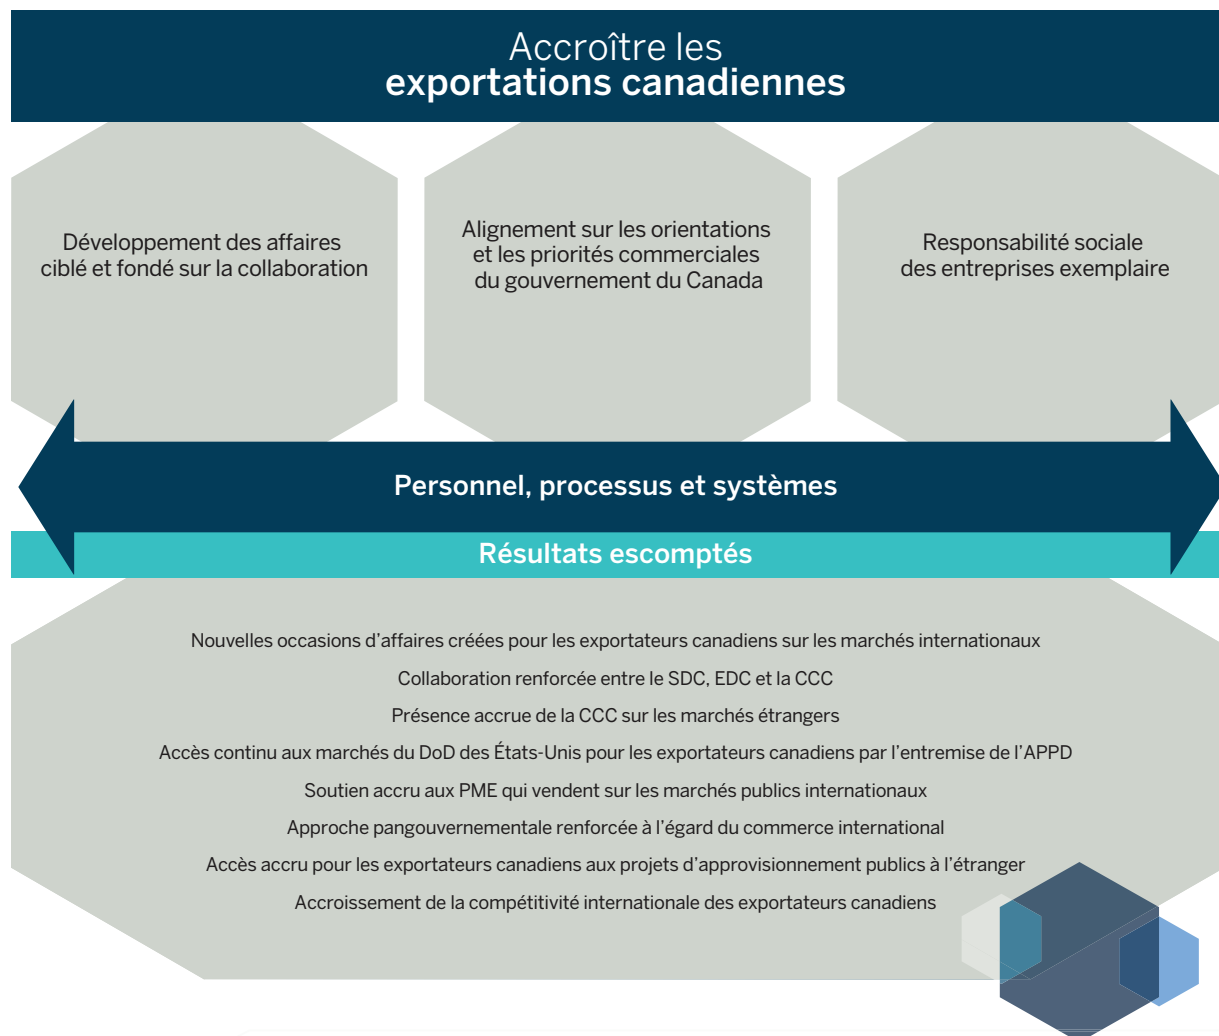 Accroître les
exportations canadiennes
Développement des affaires
ciblé et fondé sur la collaboration
Alignement sur les orientations
et les priorités commerciales
du gouvernement du Canada
Responsabilité sociale
des entreprises exemplaire
Personnel, processus et systèmes
Résultats escomptés
Nouvelles occasions d’affaires créées pour les exportateurs canadiens sur les marchés internationaux
Collaboration renforcée entre le SDC, EDC et la CCC
Présence accrue de la CCC sur les marchés étrangers
Accès continu aux marchés du DoD des États-Unis pour les exportateurs canadiens par l’entremise de l’APPD
Soutien accru aux PME qui vendent sur les marchés publics internationaux
Approche pangouvernementale renforcée à l’égard du commerce international
Accès accru pour les exportateurs canadiens aux projets d’approvisionnement publics à l’étranger
Accroissement de la compétitivité internationale des exportateurs canadiens